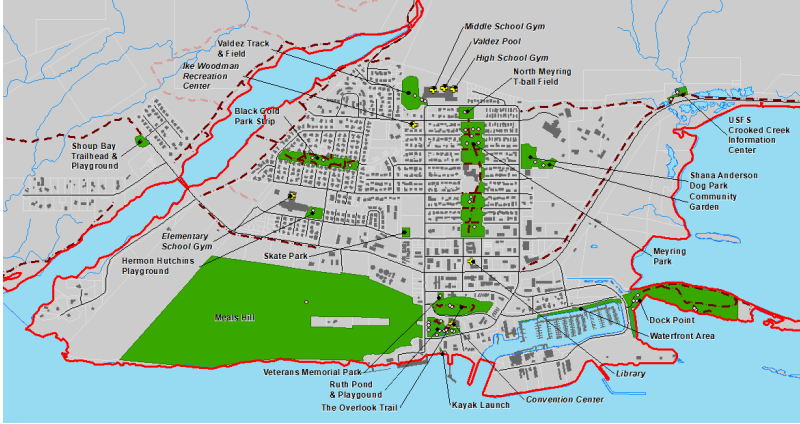 Middle School Gym
Valdez Pool
High School Gym
North Meyring
T-ball Field
Valdez Track
& Field
Ike Woodman
Recreation
Center
Black Gold
Park Strip
Shoup Bay
Trailhead &
Playground
USFS
Crooked Creek
Information
Center
Shana Anderson
Dog Park
Community
Garden
Elementary
School Gym
Hermon Hutchins
Playground
Skate Park
Meyring
Park
Meals Hill
Dock Point
Waterfront Area
Veterans Memorial Park
Ruth Pond
& Playground
The Overlook Trail
Kayak Launch
Convention Center
Library